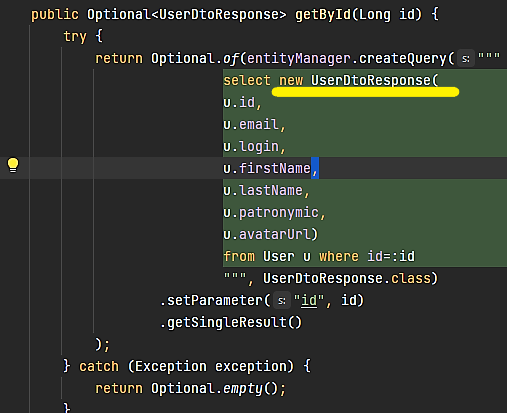 public Optional<UserDtoResponse> getById(Long id) {
try {
return Optional.of(entityManager.createQuery( s: """
select new UserDtoResponse(
u.id,
u.email,
u.login,
u.firstName,
u.lastName,
u.patronymic,
u.avatarUrl)
from User u where id=:id
""", UserDtoResponse.class)
.setParameter( s: "id", id)
.getSingleResult()
);
} catch (Exception exception) {
return Optional.empty();
}